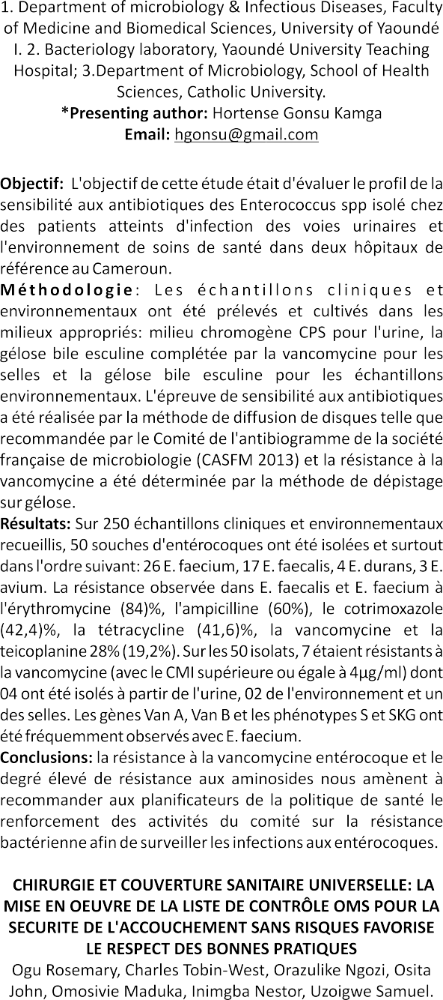 1. Department of microbiology & Infectious Diseases, Faculty
of Medicine and Biomedical Sciences, University of Yaoundé
I. 2. Bacteriology laboratory, Yaoundé University Teaching
Hospital; 3.Department of Microbiology, School of Health
Sciences, Catholic University.
*Presenting author: Hortense Gonsu Kamga
Email: hgonsu@gmail.com
Objectif: L'objectif de cette étude était d'évaluer le profil de la
sensibilité aux antibiotiques des Enterococcus spp isolé chez
des patients atteints d'infection des voies urinaires et
l'environnement de soins de santé dans deux hôpitaux de
référence au Cameroun.
Méthodologie: Les échantillons cliniques et
environnementaux ont été prélevés et cultivés dans les
milieux appropriés: milieu chromogène CPS pour l'urine, la
gélose bile esculine complétée par la vancomycine pour les
selles et la gélose bile esculine pour les échantillons
environnementaux. L'épreuve de sensibilité aux antibiotiques
a été réalisée par la méthode de diffusion de disques telle que
recommandée par le Comité de l'antibiogramme de la société
française de microbiologie (CASFM 2013) et la résistance à la
vancomycine a été déterminée par la méthode de dépistage
sur gélose.
Résultats: Sur 250 échantillons cliniques et environnementaux
recueillis, 50 souches d'entérocoques ont été isolées et surtout
dans l'ordre suivant: 26 E. faecium, 17 E. faecalis, 4 E. durans, 3 E.
avium. La résistance observée dans E. faecalis et E. faecium à
l'érythromycine (84)%, l'ampicilline (60%), le cotrimoxazole
(42,4)%, la tétracycline (41,6)%, la vancomycine et la
teicoplanine 28% (19,2%). Sur les 50 isolats, 7 étaient résistants à
la vancomycine (avec le CMI supérieure ou égale à 4µg/ml) dont
04 ont été isolés à partir de l'urine, 02 de l'environnement et un
des selles. Les gènes Van A, Van B et les phénotypes S et SKG ont
été fréquemment observés avec E. faecium.
Conclusions: la résistance à la vancomycine entérocoque et le
degré élevé de résistance aux aminosides nous amènent à
recommander aux planificateurs de la politique de santé le
renforcement des activités du comité sur la résistance
bactérienne afin de surveiller les infections aux entérocoques.
CHIRURGIE ET COUVERTURE SANITAIRE UNIVERSELLE: LA
MISE EN OEUVRE DE LA LISTE DE CONTRÔLE OMS POUR LA
SECURITE DE L'ACCOUCHEMENT SANS RISQUES FAVORISE
LE RESPECT DES BONNES PRATIQUES
Ogu Rosemary, Charles Tobin-West, Orazulike Ngozi, Osita
John, Omosivie Maduka, Inimgba Nestor, Uzoigwe Samuel.